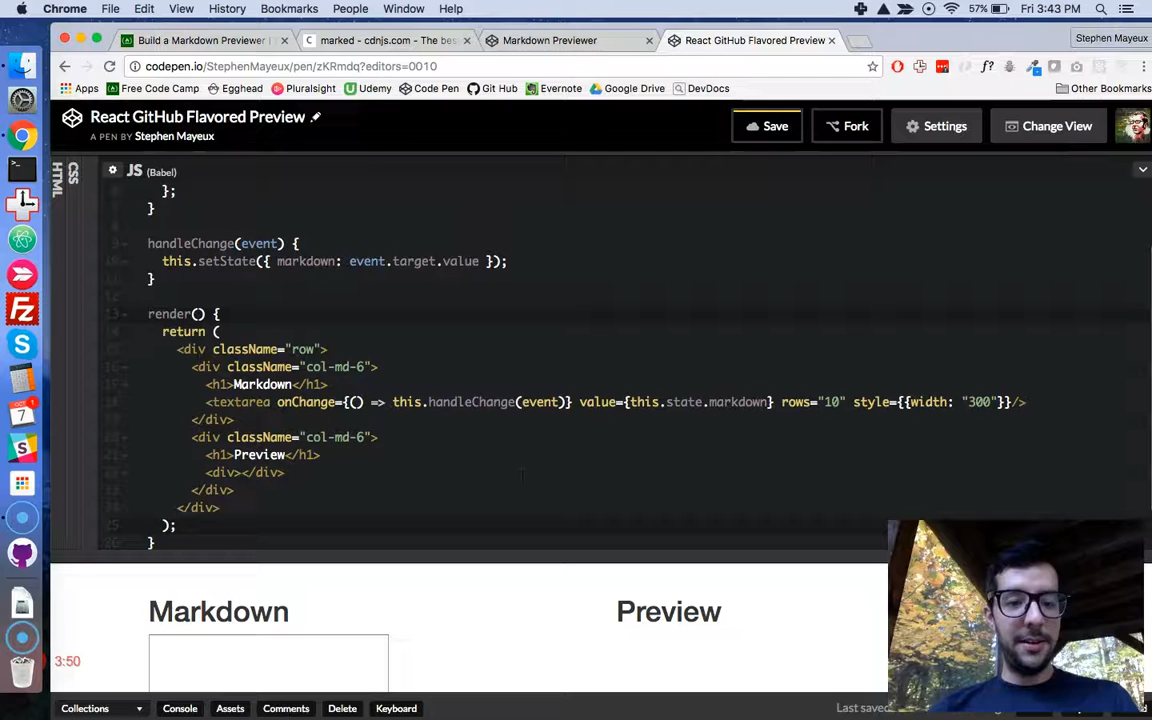 Chrome File Edit View History Bookmarks People Window Help 57% Fri 3:43 PM
Build a Markdown Previewer | marked - cdnjs.com - The bes Markdown Previewer React GitHub Flavored Preview Stephen Mayeux
codepen.io/StephenMayeux/pen/zKRmdq?editors=0010
Apps Free Code Camp Egghead Pluralsight Udemy Code Pen Git Hub Evernote Google Drive DevDocs Other Bookmarks
React GitHub Flavored Preview
A PEN BY Stephen Mayeux
Save Fork Settings Change View
HTML CSS JS (Babel)
};
}
handleChange(event) {
this.setState({ markdown: event.target.value });
}
render() {
return (
<div className="row">
<div className="col-md-6">
<h1>Markdown</h1>
<textarea onChange={() => this.handleChange(event)} value={this.state.markdown} rows="10" style={{width: "300"}}/>
</div>
<div className="col-md-6">
<h1>Preview</h1>
<div></div>
</div>
</div>
);
}
Markdown Preview
3:50
Collections Console Assets Comments Delete Keyboard Last saved